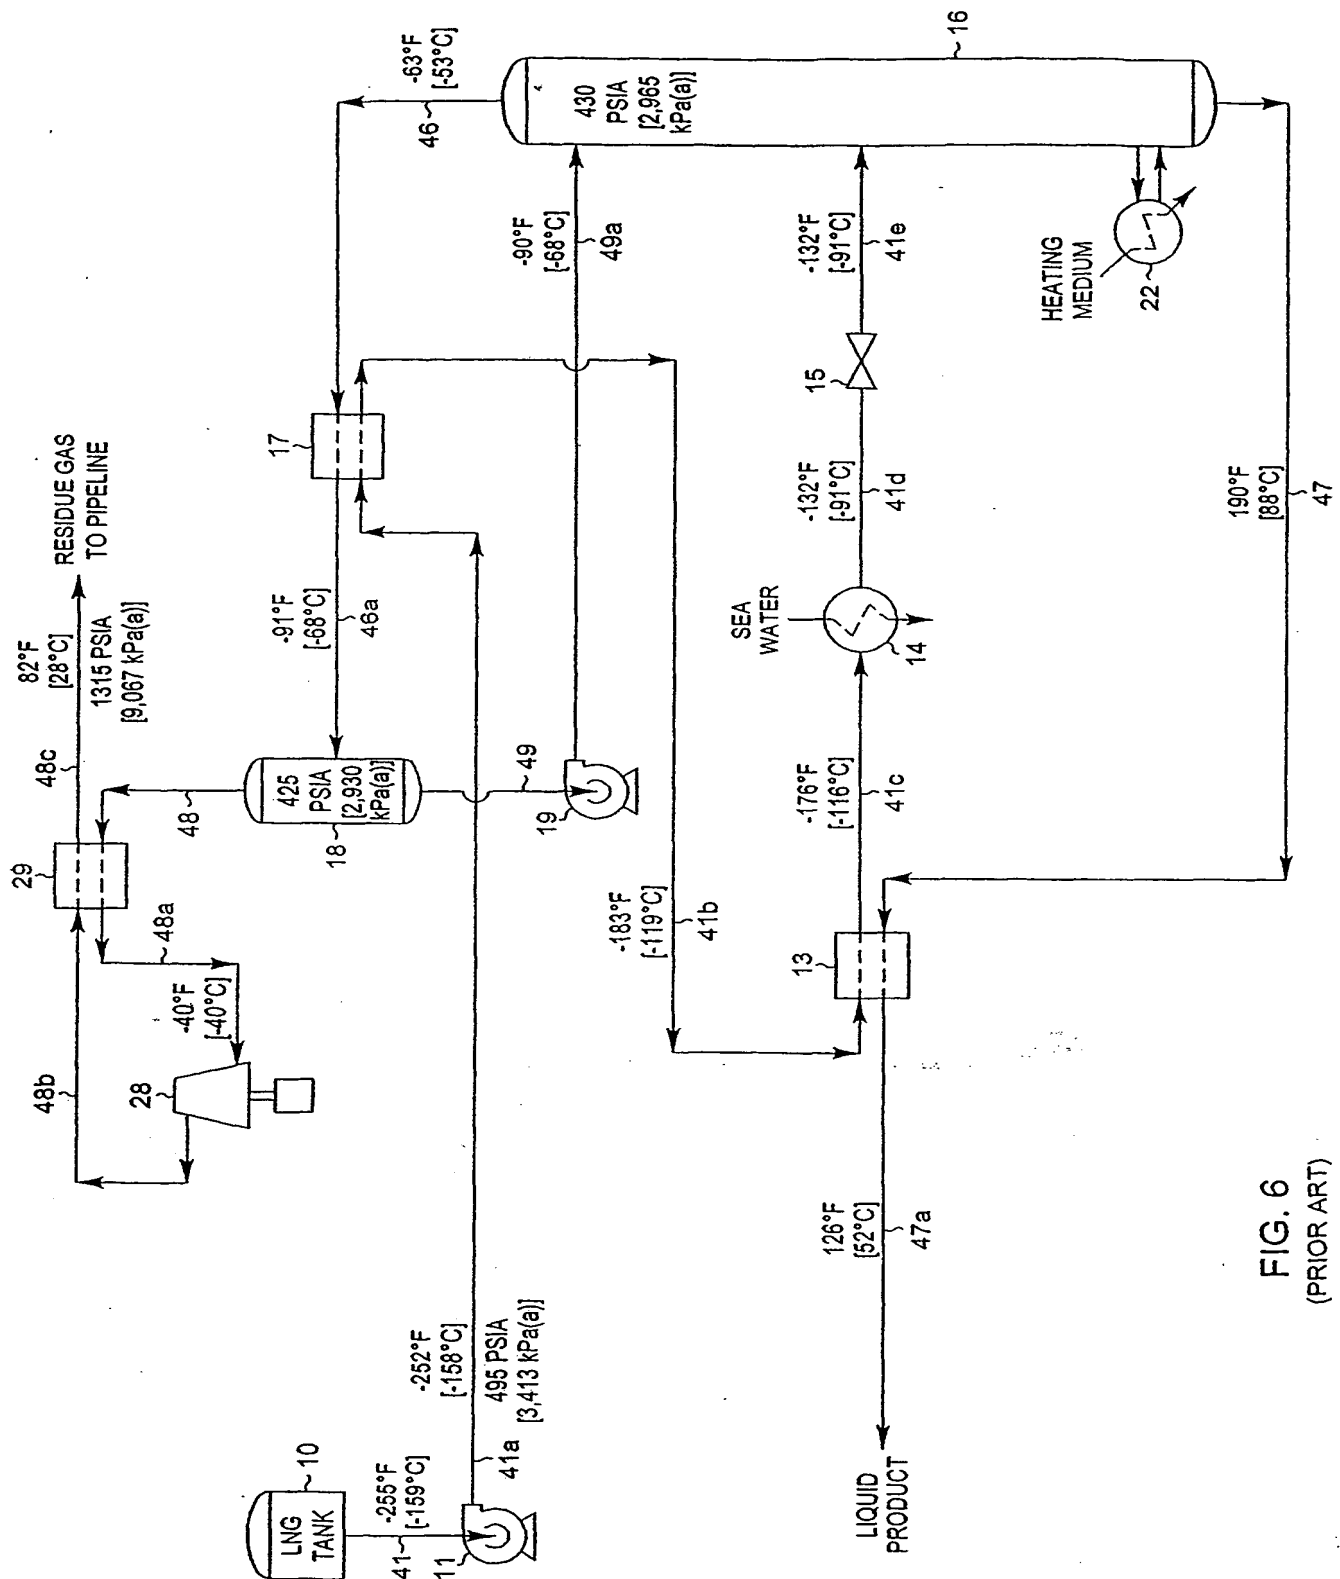 82°F
[28°C]
1315 PSIA
[9,067 kPa(a)]
RESIDUE GAS
TO PIPELINE
48c
29
48
48a
48b
-40°F
[-40°C]
28
425
PSIA
[2,930
kPa(a)]
18
-91°F
[-68°C]
46a
17
-63°F
[-53°C]
46
16
430
PSIA
[2,965
kPa(a)]
49
19
-90°F
[-68°C]
49a
LNG
TANK
10
-255°F
[-159°C]
41
11
41a
-252°F
[-158°C]
495 PSIA
[3,413 kPa(a)]
-183°F
[-119°C]
41b
13
-176°F
[-116°C]
41c
SEA
WATER
14
-132°F
[-91°C]
41d
15
-132°F
[-91°C]
41e
HEATING
MEDIUM
22
190°F
[88°C]
47
126°F
[52°C]
47a
LIQUID
PRODUCT
FIG. 6
(PRIOR ART)